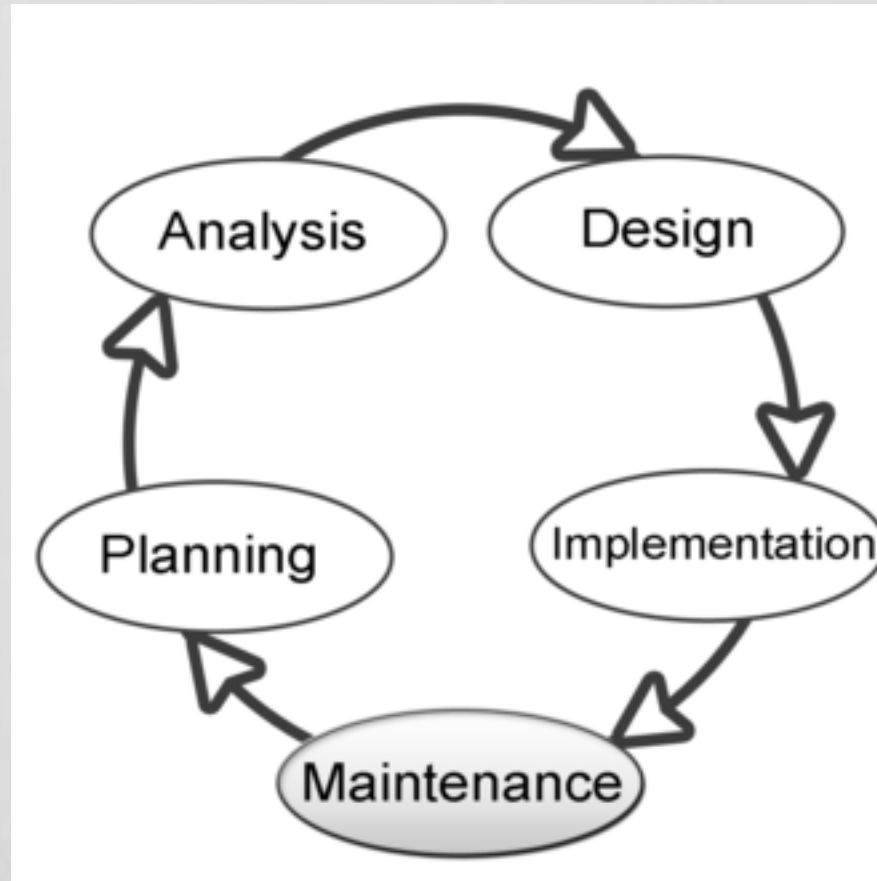 Analysis
Design
Planning
Implementation
Maintenance